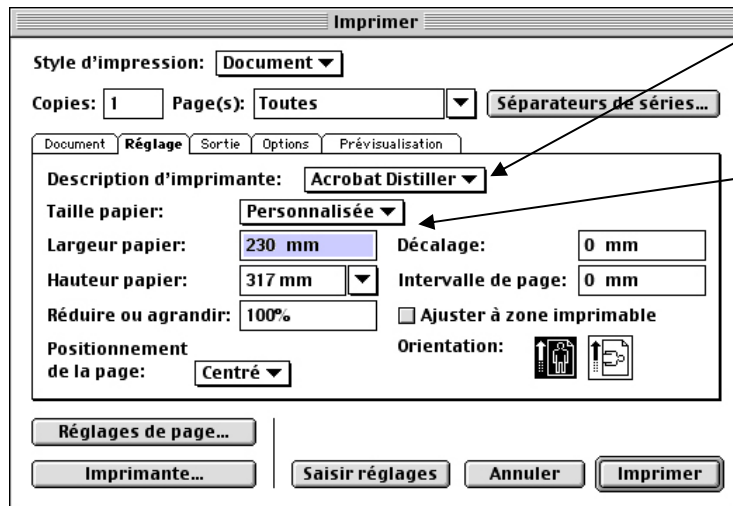 Imprimer
Style d'impression: Document
Copies: 1 Page(s): Toutes Séparateurs de séries...
Document Réglage Sortie Options Prévisualisation
Description d'imprimante: Acrobat Distiller
Taille papier: Personnalisée
Largeur papier: 230 mm Décalage: 0 mm
Hauteur papier: 317 mm Intervalle de page: 0 mm
Réduire ou agrandir: 100% Ajuster à zone imprimable
Positionnement Orientation:
de la page: Centré
Réglages de page...
Imprimante... Saisir réglages Annuler Imprimer